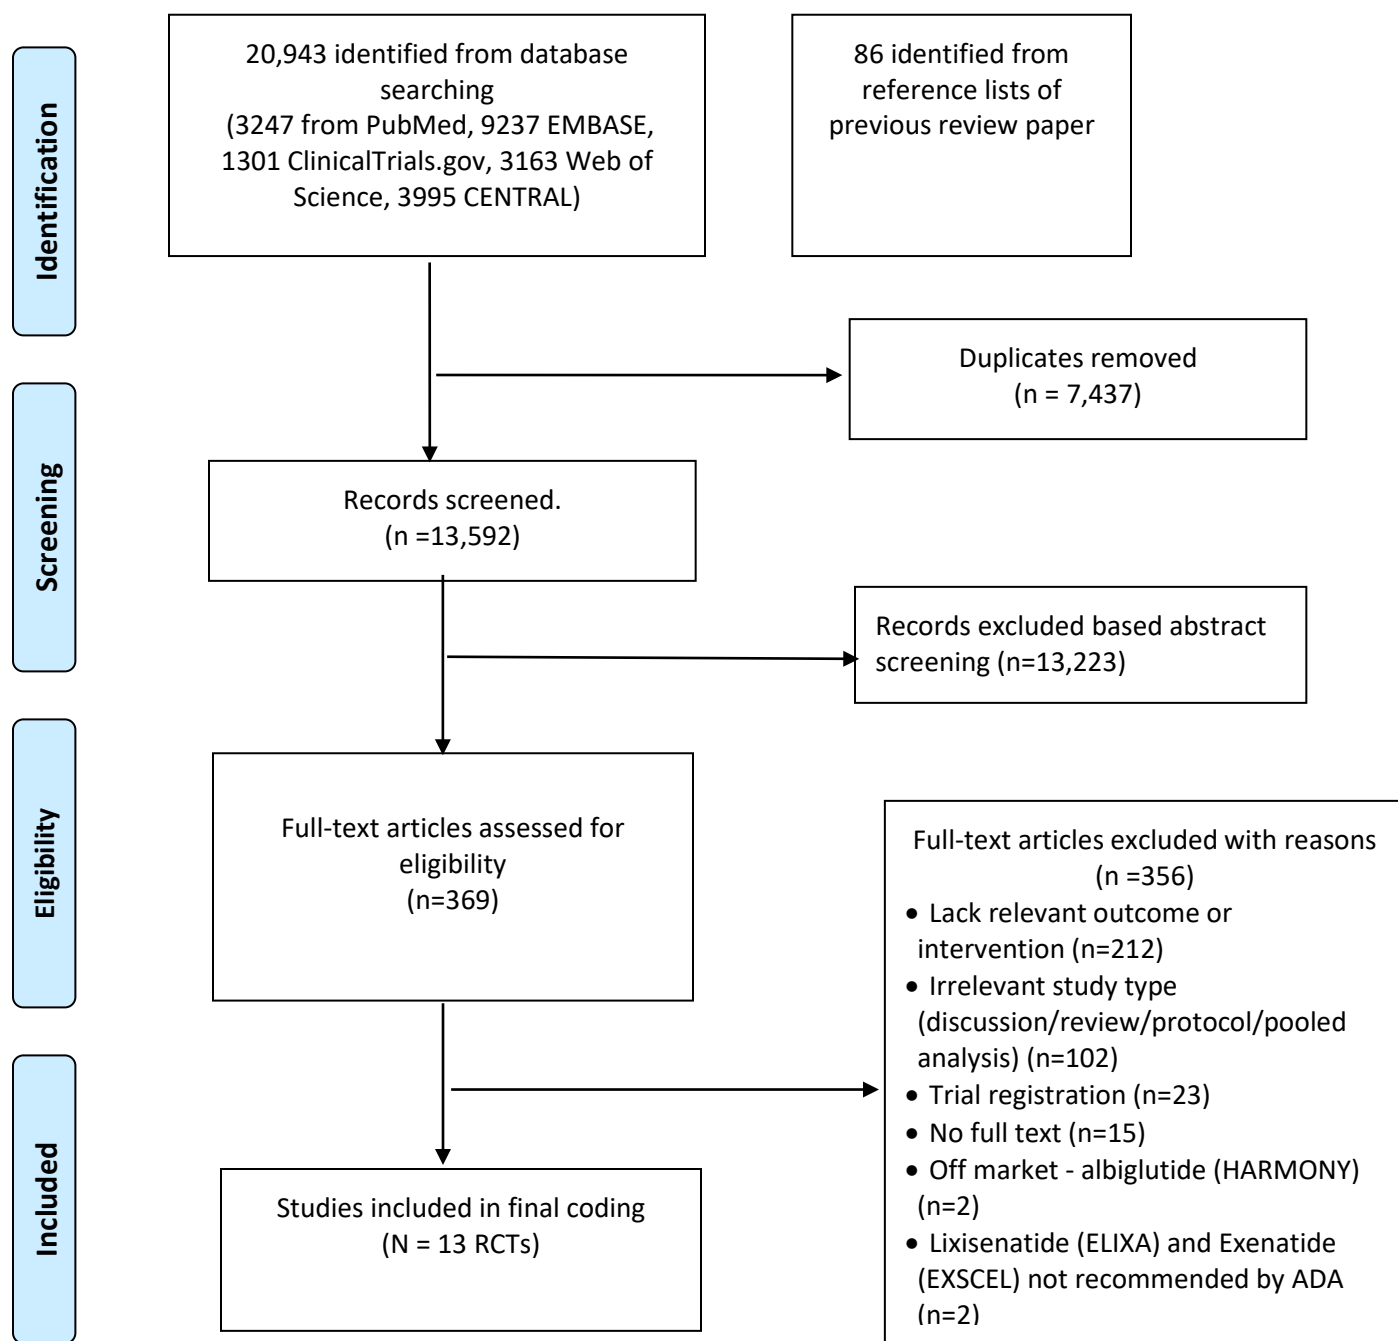 Identification
20,943 identified from database
searching
(3247 from PubMed, 9237 EMBASE,
1301 ClinicalTrials.gov, 3163 Web of
Science, 3995 CENTRAL)
86 identified from
reference lists of
previous review paper
Duplicates removed
(n = 7,437)
Screening
Records screened.
(n =13,592)
Records excluded based abstract
screening (n=13,223)
Eligibility
Full-text articles assessed for
eligibility
(n=369)
Full-text articles excluded with reasons
(n =356)
• Lack relevant outcome or
intervention (n=212)
• Irrelevant study type
(discussion/review/protocol/pooled
analysis) (n=102)
• Trial registration (n=23)
• No full text (n=15)
• Off market - albiglutide (HARMONY)
(n=2)
• Lixisenatide (ELIXA) and Exenatide
(EXSCEL) not recommended by ADA
(n=2)
Included
Studies included in final coding
(N = 13 RCTs)